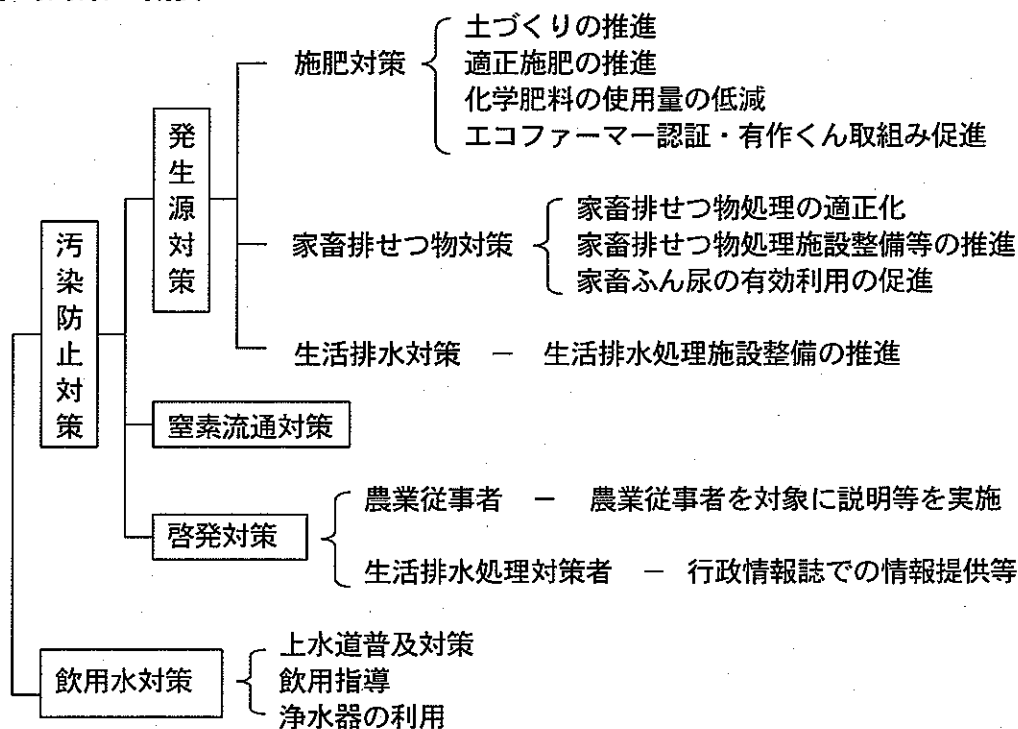 土づくりの推進
施肥対策
適正施肥の推進
化学肥料の使用量の低減
エコファーマー認証・有作くん取組み促進
発生源対策
家畜排せつ物処理の適正化
家畜排せつ物対策
家畜排せつ物処理施設整備等の推進
家畜ふん尿の有効利用の促進
汚染防止対策
生活排水対策 － 生活排水処理施設整備の推進
窒素流通対策
農業従事者 － 農業従事者を対象に説明等を実施
啓発対策
生活排水処理対策者 － 行政情報誌での情報提供等
上水道普及対策
飲用水対策
飲用指導
浄水器の利用